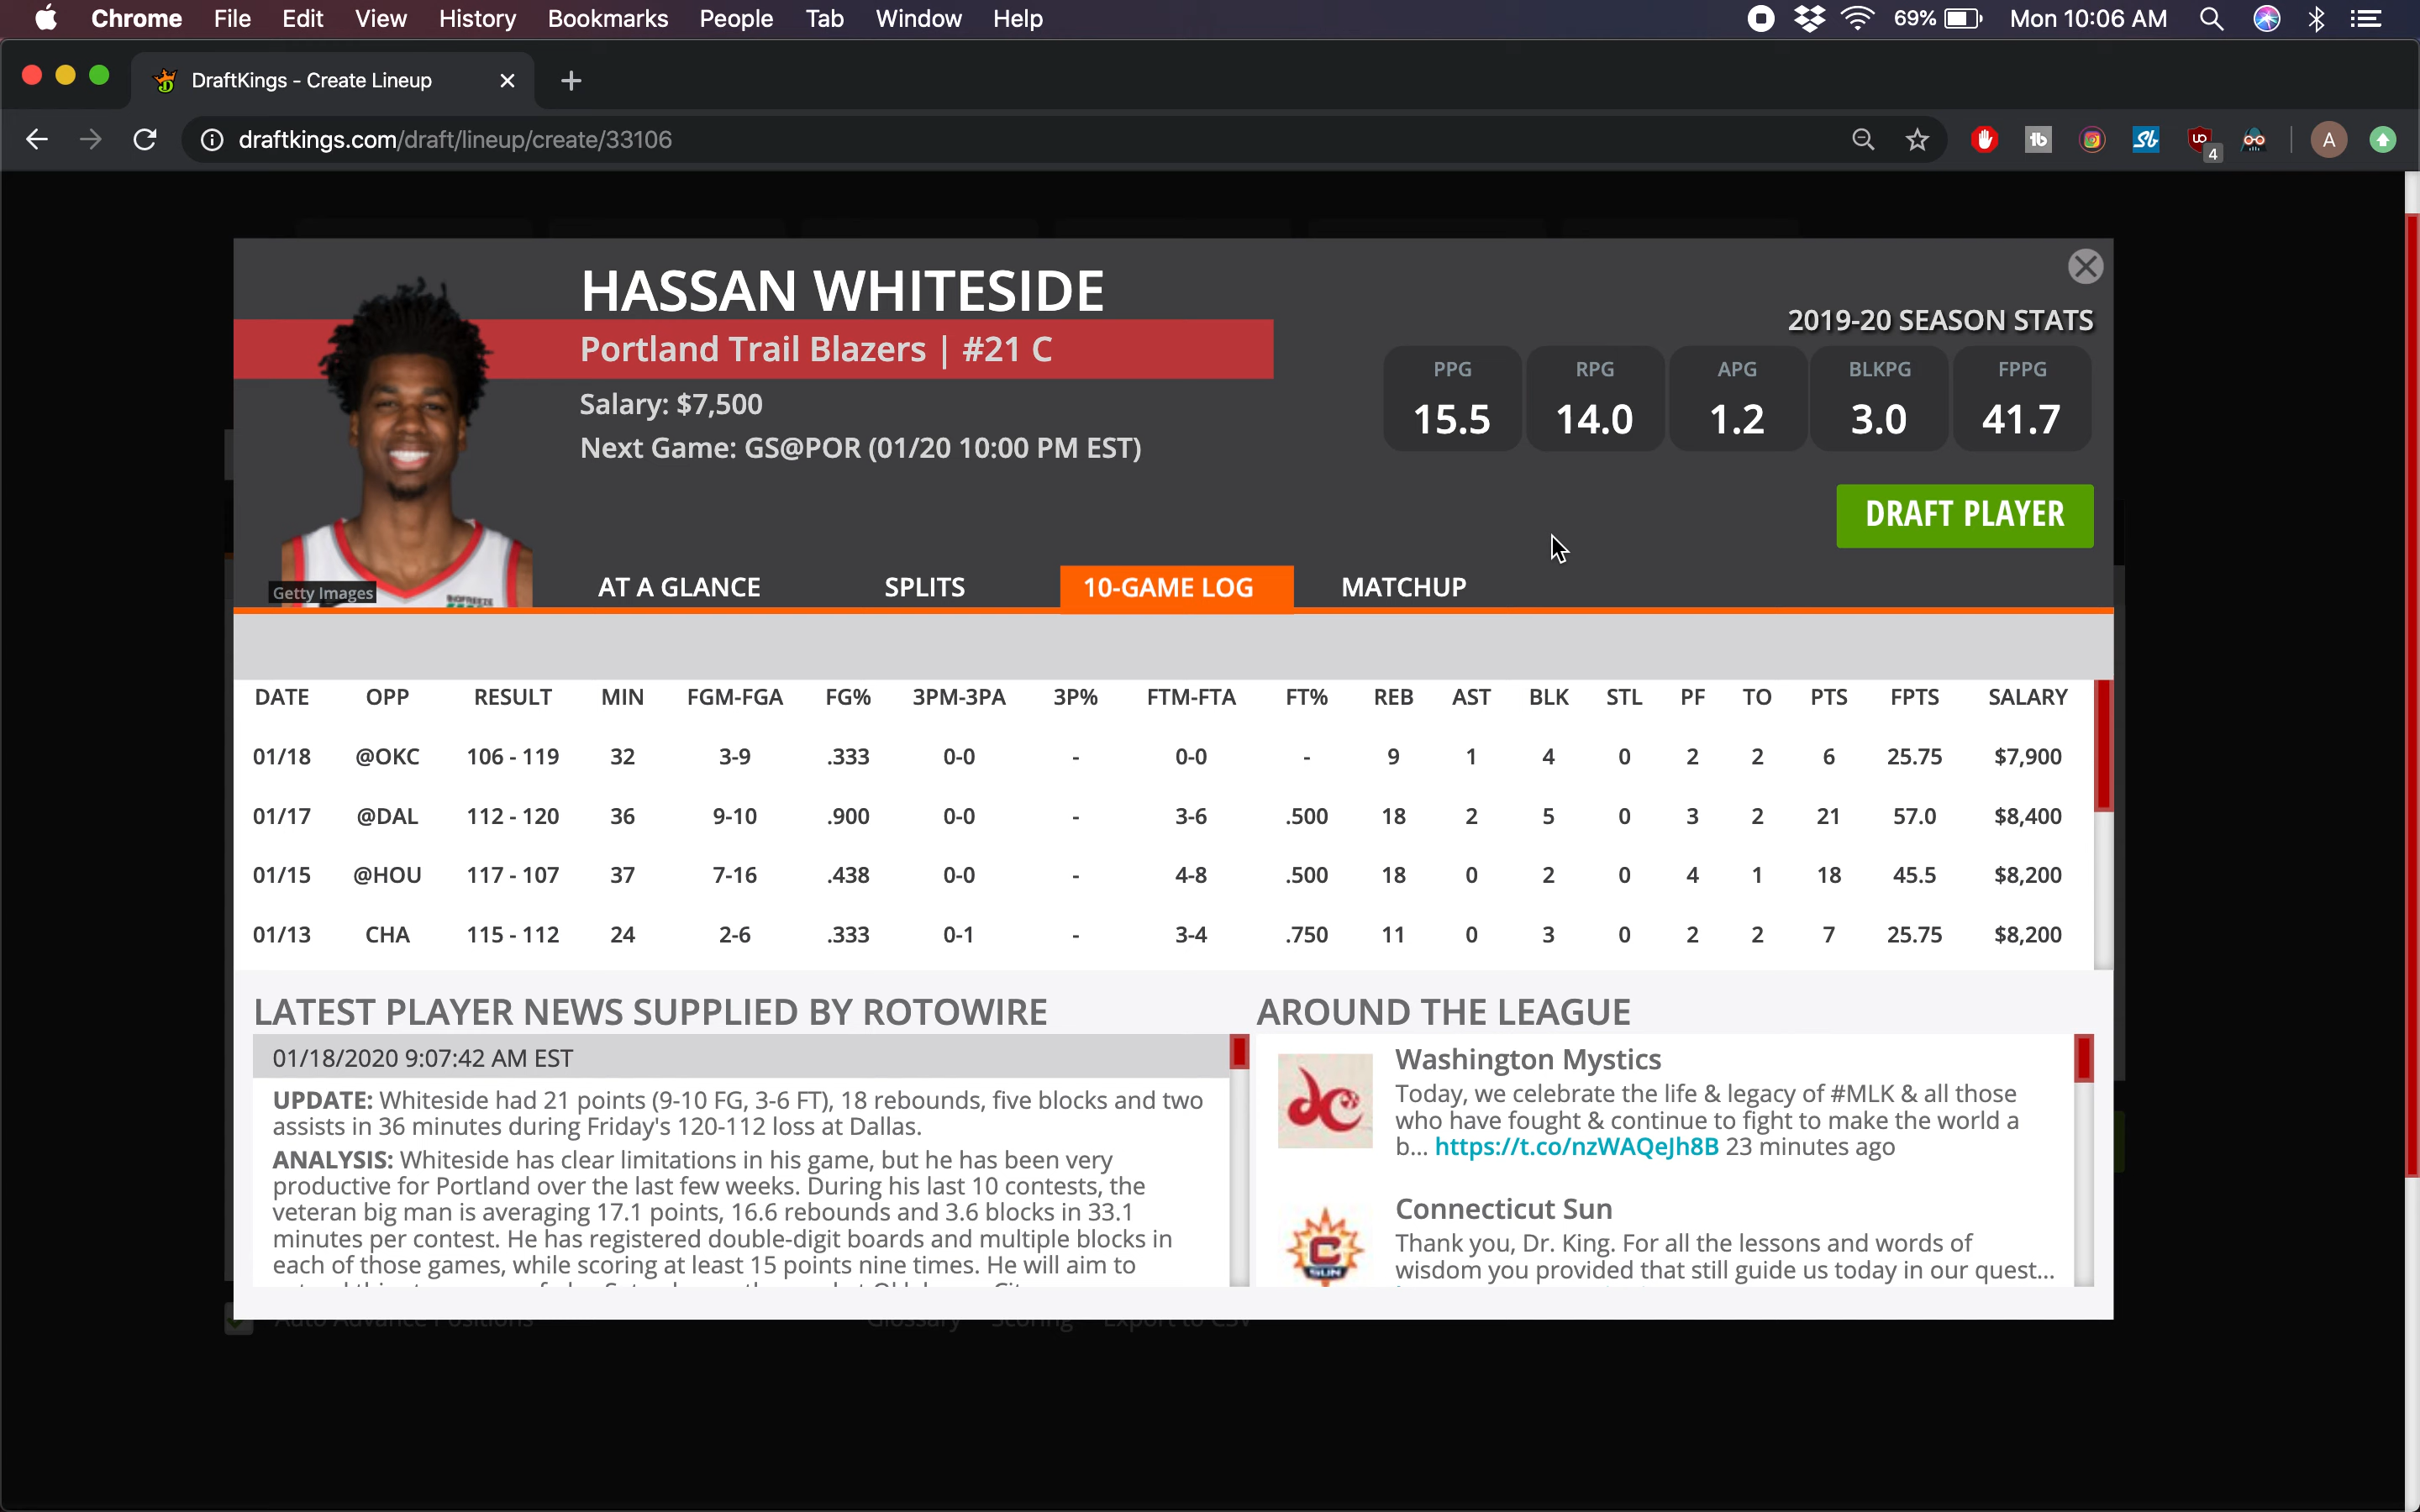 Chrome File Edit View History Bookmarks People Tab Window Help 69% Mon 10:06 AM
DraftKings - Create Lineup
draftkings.com/draft/lineup/create/33106
tb Sb UD 4 A
HASSAN WHITESIDE
Portland Trail Blazers | #21 C
Salary: $7,500
Next Game: GS@POR (01/20 10:00 PM EST)
2019-20 SEASON STATS
PPG RPG APG BLKPG FPPG
15.5 14.0 1.2 3.0 41.7
DRAFT PLAYER
Getty Images
AT A GLANCE SPLITS 10-GAME LOG MATCHUP
DATE OPP RESULT MIN FGM-FGA FG% 3PM-3PA 3P% FTM-FTA FT% REB AST BLK STL PF TO PTS FPTS SALARY
01/18 @OKC 106 - 119 32 3-9 .333 0-0 - 0-0 - 9 1 4 0 2 2 6 25.75 $7,900
01/17 @DAL 112 - 120 36 9-10 .900 0-0 - 3-6 .500 18 2 5 0 3 2 21 57.0 $8,400
01/15 @HOU 117 - 107 37 7-16 .438 0-0 - 4-8 .500 18 0 2 0 4 1 18 45.5 $8,200
01/13 CHA 115 - 112 24 2-6 .333 0-1 - 3-4 .750 11 0 3 0 2 2 7 25.75 $8,200
LATEST PLAYER NEWS SUPPLIED BY ROTOWIRE
01/18/2020 9:07:42 AM EST
UPDATE: Whiteside had 21 points (9-10 FG, 3-6 FT), 18 rebounds, five blocks and two
assists in 36 minutes during Friday's 120-112 loss at Dallas.
ANALYSIS: Whiteside has clear limitations in his game, but he has been very
productive for Portland over the last few weeks. During his last 10 contests, the
veteran big man is averaging 17.1 points, 16.6 rebounds and 3.6 blocks in 33.1
minutes per contest. He has registered double-digit boards and multiple blocks in
each of those games, while scoring at least 15 points nine times. He will aim to
AROUND THE LEAGUE
Washington Mystics
Today, we celebrate the life & legacy of #MLK & all those
who have fought & continue to fight to make the world a
b... https://t.co/nzWAQeJh8B 23 minutes ago
Connecticut Sun
Thank you, Dr. King. For all the lessons and words of
wisdom you provided that still guide us today in our quest...
C
SUN
Auto Advance Positions Glossary Scoring Export to CSV